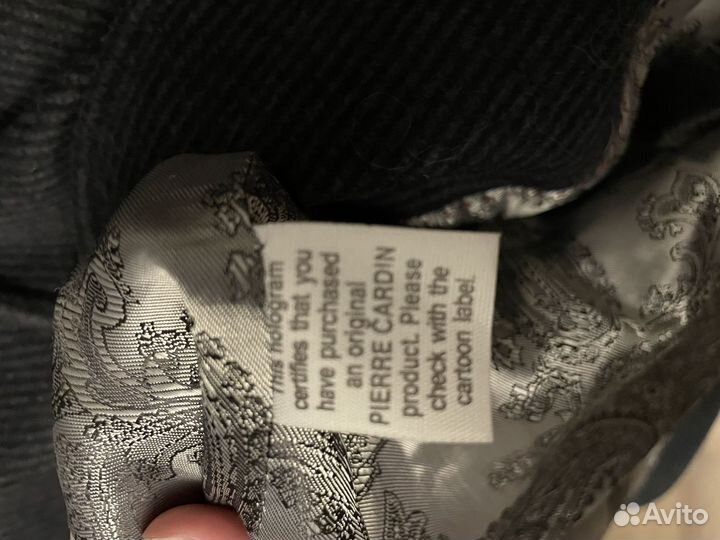 This hologram
certifies that you
have purchased
an original
PIERRE CARDIN
product. Please
check with the
cartoon label.
Avito